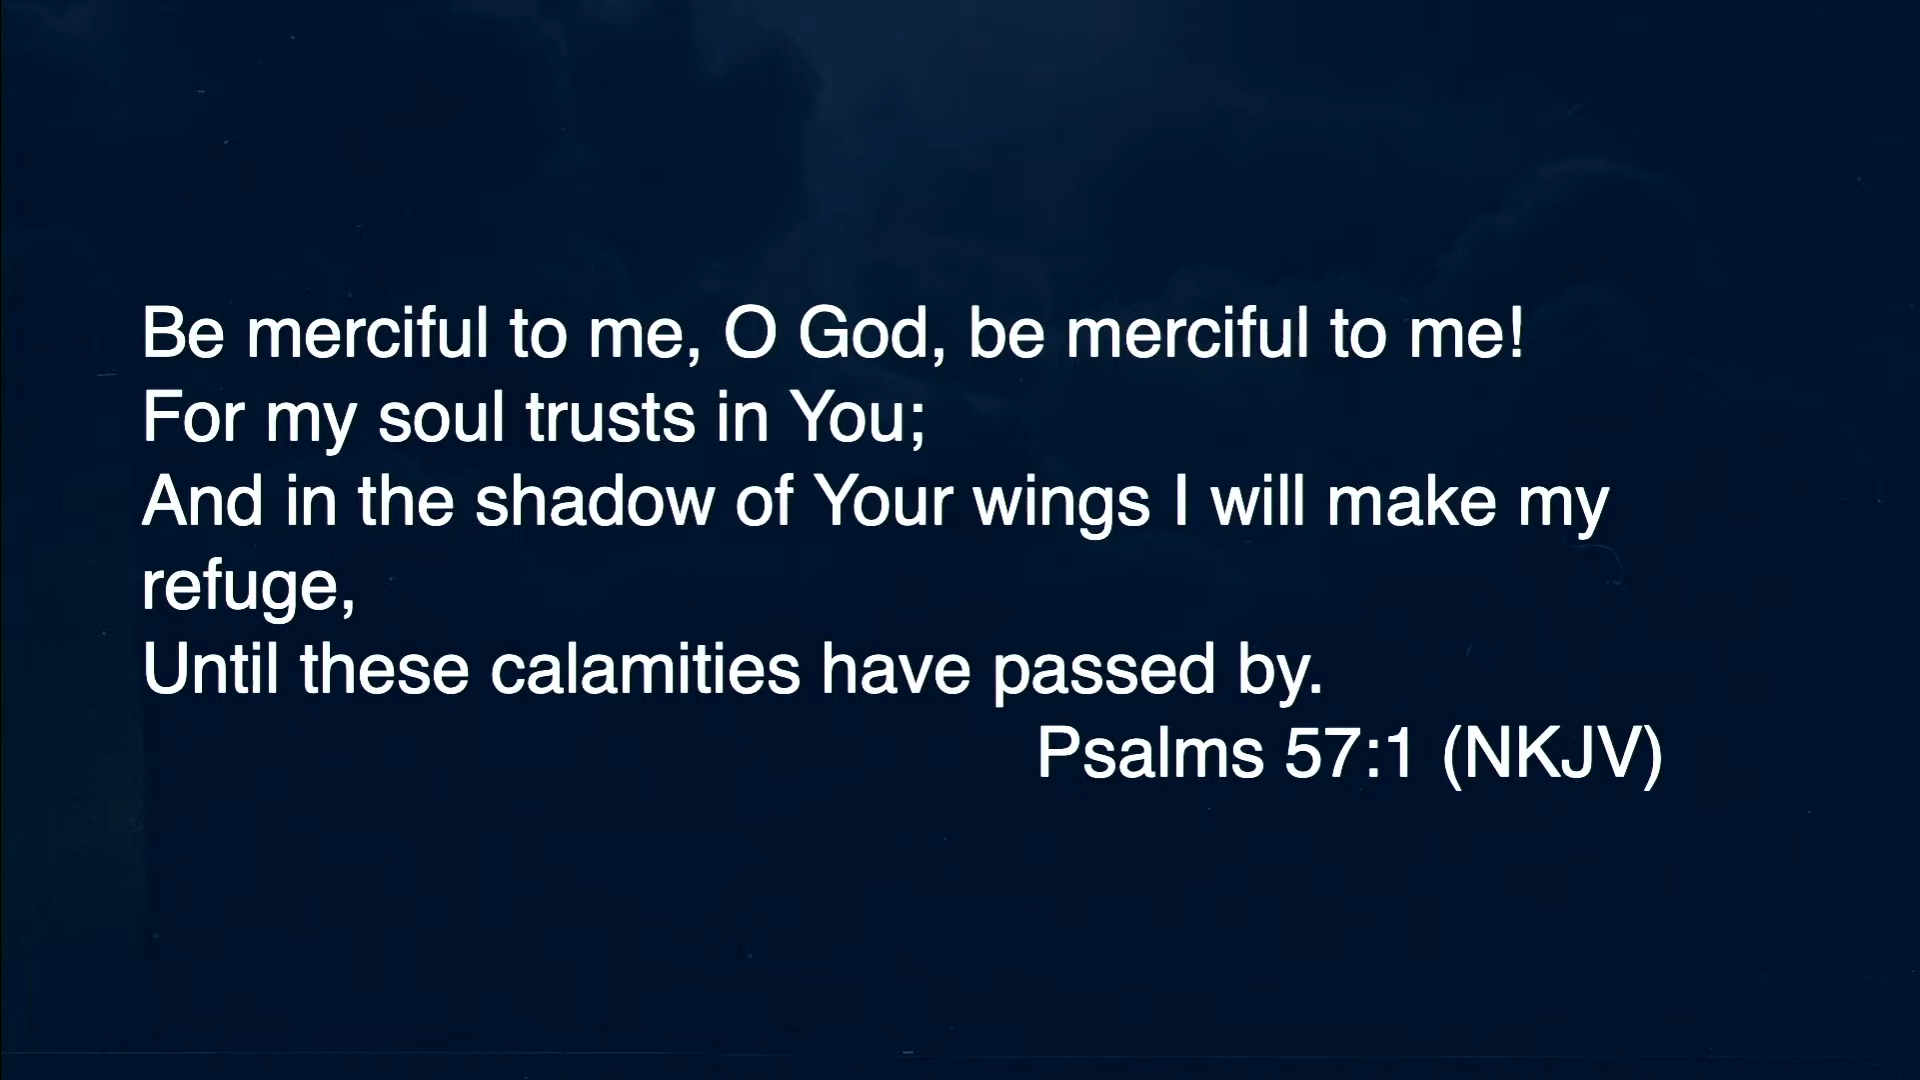 Be merciful to me, O God, be merciful to me!
For my soul trusts in You;
And in the shadow of Your wings I will make my
refuge,
Until these calamities have passed by.
Psalms 57:1 (NKJV)